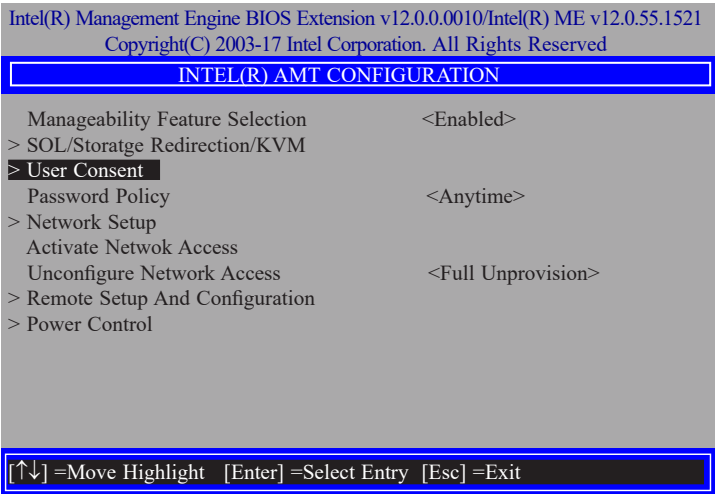 Intel(R) Management Engine BIOS Extension v12.0.0.0010/Intel(R) ME v12.0.55.1521
Copyright(C) 2003-17 Intel Corporation. All Rights Reserved
INTEL(R) AMT CONFIGURATION
Manageability Feature Selection <Enabled>
> SOL/Storatge Redirection/KVM
> User Consent
Password Policy <Anytime>
> Network Setup
Activate Netwok Access
Unconfigure Network Access <Full Unprovision>
> Remote Setup And Configuration
> Power Control
[↑↓] =Move Highlight [Enter] =Select Entry [Esc] =Exit